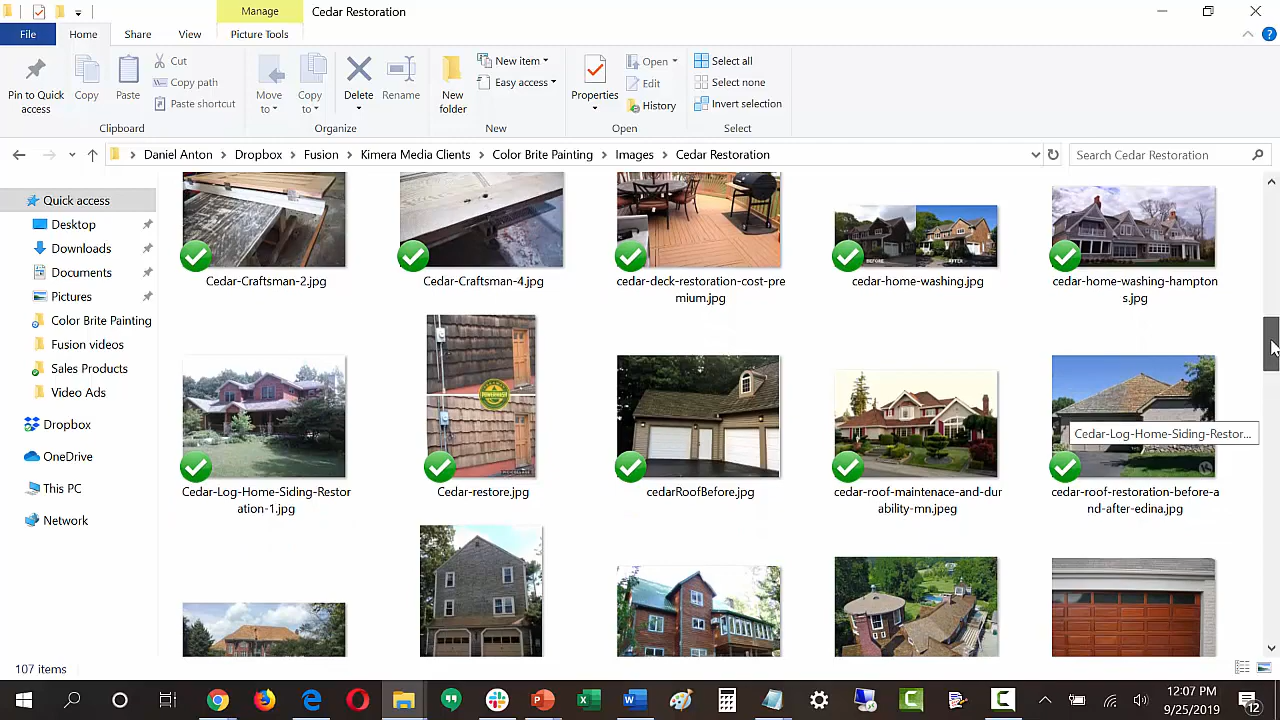 Manage
Cedar Restoration
File
Home
Share
View
Picture Tools
Pin to Quick
access
Copy
Paste
Cut
Copy path
Paste shortcut
Clipboard
Move
to
Copy
to
Delete
Rename
Organize
New
folder
New item
Easy access
New
Properties
Open
Edit
History
Open
Select all
Select none
Invert selection
Select
Daniel Anton > Dropbox > Fusion > Kimera Media Clients > Color Brite Painting > Images > Cedar Restoration
Search Cedar Restoration
Quick access
Desktop
Downloads
Documents
Pictures
Color Brite Painting
Fusion videos
Sales Products
Video Ads
Dropbox
OneDrive
This PC
Network
BEFORE
AFTER
Cedar-Craftsman-2.jpg
Cedar-Craftsman-4.jpg
cedar-deck-restoration-cost-pre
mium.jpg
cedar-home-washing.jpg
cedar-home-washing-hampton
s.jpg
POWERWASH
Cedar-Log-Home-Siding-Restor...
Cedar-Log-Home-Siding-Restor
ation-1.jpg
Cedar-restore.jpg
cedarRoofBefore.jpg
cedar-roof-maintenace-and-dur
ability-mn.jpeg
cedar-roof-restoration-before-a
nd-after-edina.jpg
107 items
12:07 PM
9/25/2019
12